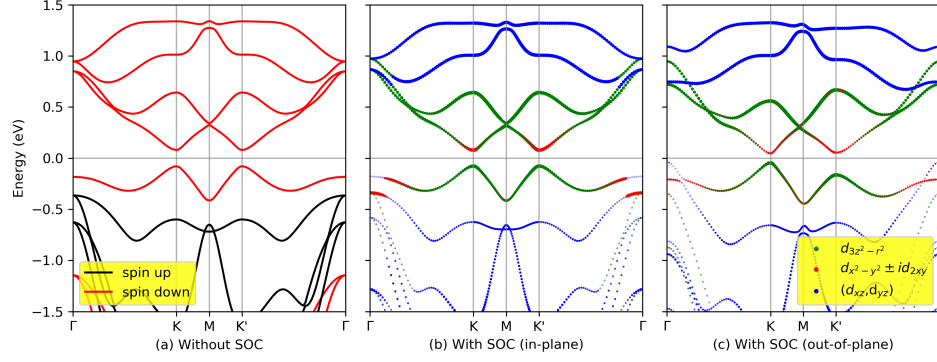 Energy (eV)
1.5
1.0
0.5
0.0
−0.5
−1.0
−1.5
spin up
spin down
Γ K M K' Γ
(a) Without SOC
Γ K M K' Γ
(b) With SOC (in-plane)
d₃z²₋r²
dₓ²₋y² ± id₂xy
(dxz,dyz)
Γ K M K' Γ
(c) With SOC (out-of-plane)